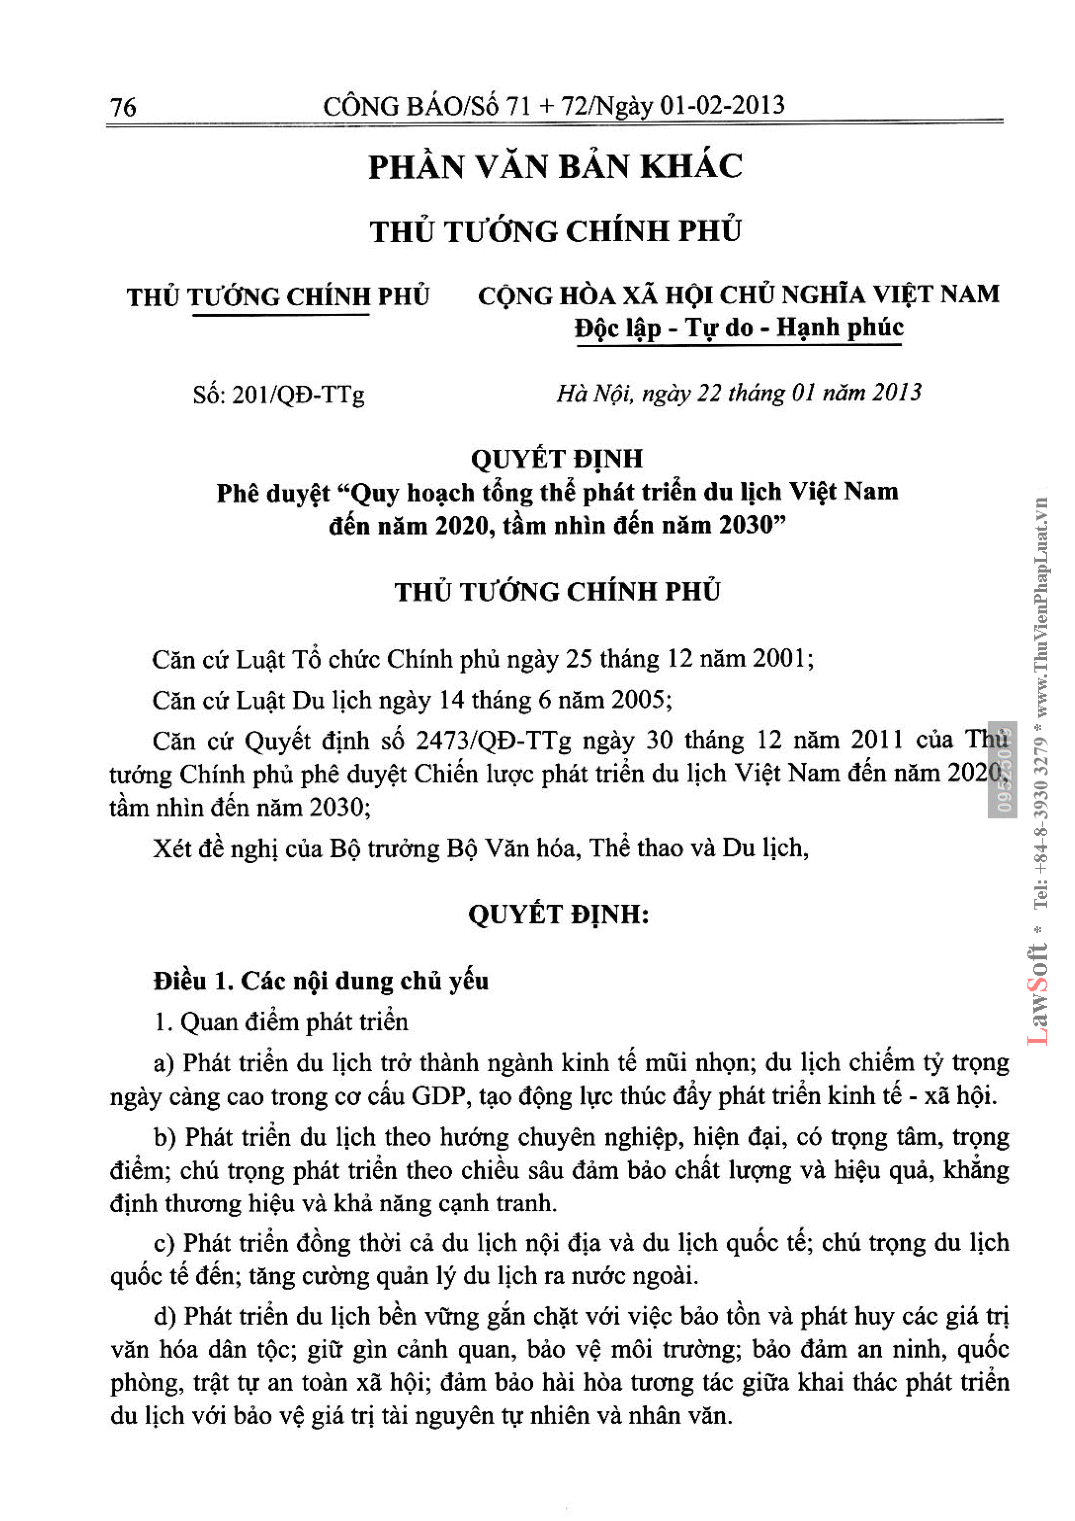 76
CÔNG BÁO/Số 71 + 72/Ngày 01-02-2013
PHẦN VĂN BẢN KHÁC
THỦ TƯỚNG CHÍNH PHỦ
THỦ TƯỚNG CHÍNH PHỦ
CỘNG HÒA XÃ HỘI CHỦ NGHĨA VIỆT NAM
Độc lập - Tự do - Hạnh phúc
Số: 201/QĐ-TTg
Hà Nội, ngày 22 tháng 01 năm 2013
QUYẾT ĐỊNH
Phê duyệt “Quy hoạch tổng thể phát triển du lịch Việt Nam
đến năm 2020, tầm nhìn đến năm 2030”
THỦ TƯỚNG CHÍNH PHỦ
Căn cứ Luật Tổ chức Chính phủ ngày 25 tháng 12 năm 2001;
Căn cứ Luật Du lịch ngày 14 tháng 6 năm 2005;
Căn cứ Quyết định số 2473/QĐ-TTg ngày 30 tháng 12 năm 2011 của Thủ
tướng Chính phủ phê duyệt Chiến lược phát triển du lịch Việt Nam đến năm 2020,
tầm nhìn đến năm 2030;
Xét đề nghị của Bộ trưởng Bộ Văn hóa, Thể thao và Du lịch,
QUYẾT ĐỊNH:
Điều 1. Các nội dung chủ yếu
1. Quan điểm phát triển
a) Phát triển du lịch trở thành ngành kinh tế mũi nhọn; du lịch chiếm tỷ trọng
ngày càng cao trong cơ cấu GDP, tạo động lực thúc đẩy phát triển kinh tế - xã hội.
b) Phát triển du lịch theo hướng chuyên nghiệp, hiện đại, có trọng tâm, trọng
điểm; chú trọng phát triển theo chiều sâu đảm bảo chất lượng và hiệu quả, khẳng
định thương hiệu và khả năng cạnh tranh.
c) Phát triển đồng thời cả du lịch nội địa và du lịch quốc tế; chú trọng du lịch
quốc tế đến; tăng cường quản lý du lịch ra nước ngoài.
d) Phát triển du lịch bền vững gắn chặt với việc bảo tồn và phát huy các giá trị
văn hóa dân tộc; giữ gìn cảnh quan, bảo vệ môi trường; bảo đảm an ninh, quốc
phòng, trật tự an toàn xã hội; đảm bảo hài hòa tương tác giữa khai thác phát triển
du lịch với bảo vệ giá trị tài nguyên tự nhiên và nhân văn.
LawSoft * Tel: +84-8-3930 3279 * www.ThuVienPhapLuat.vn